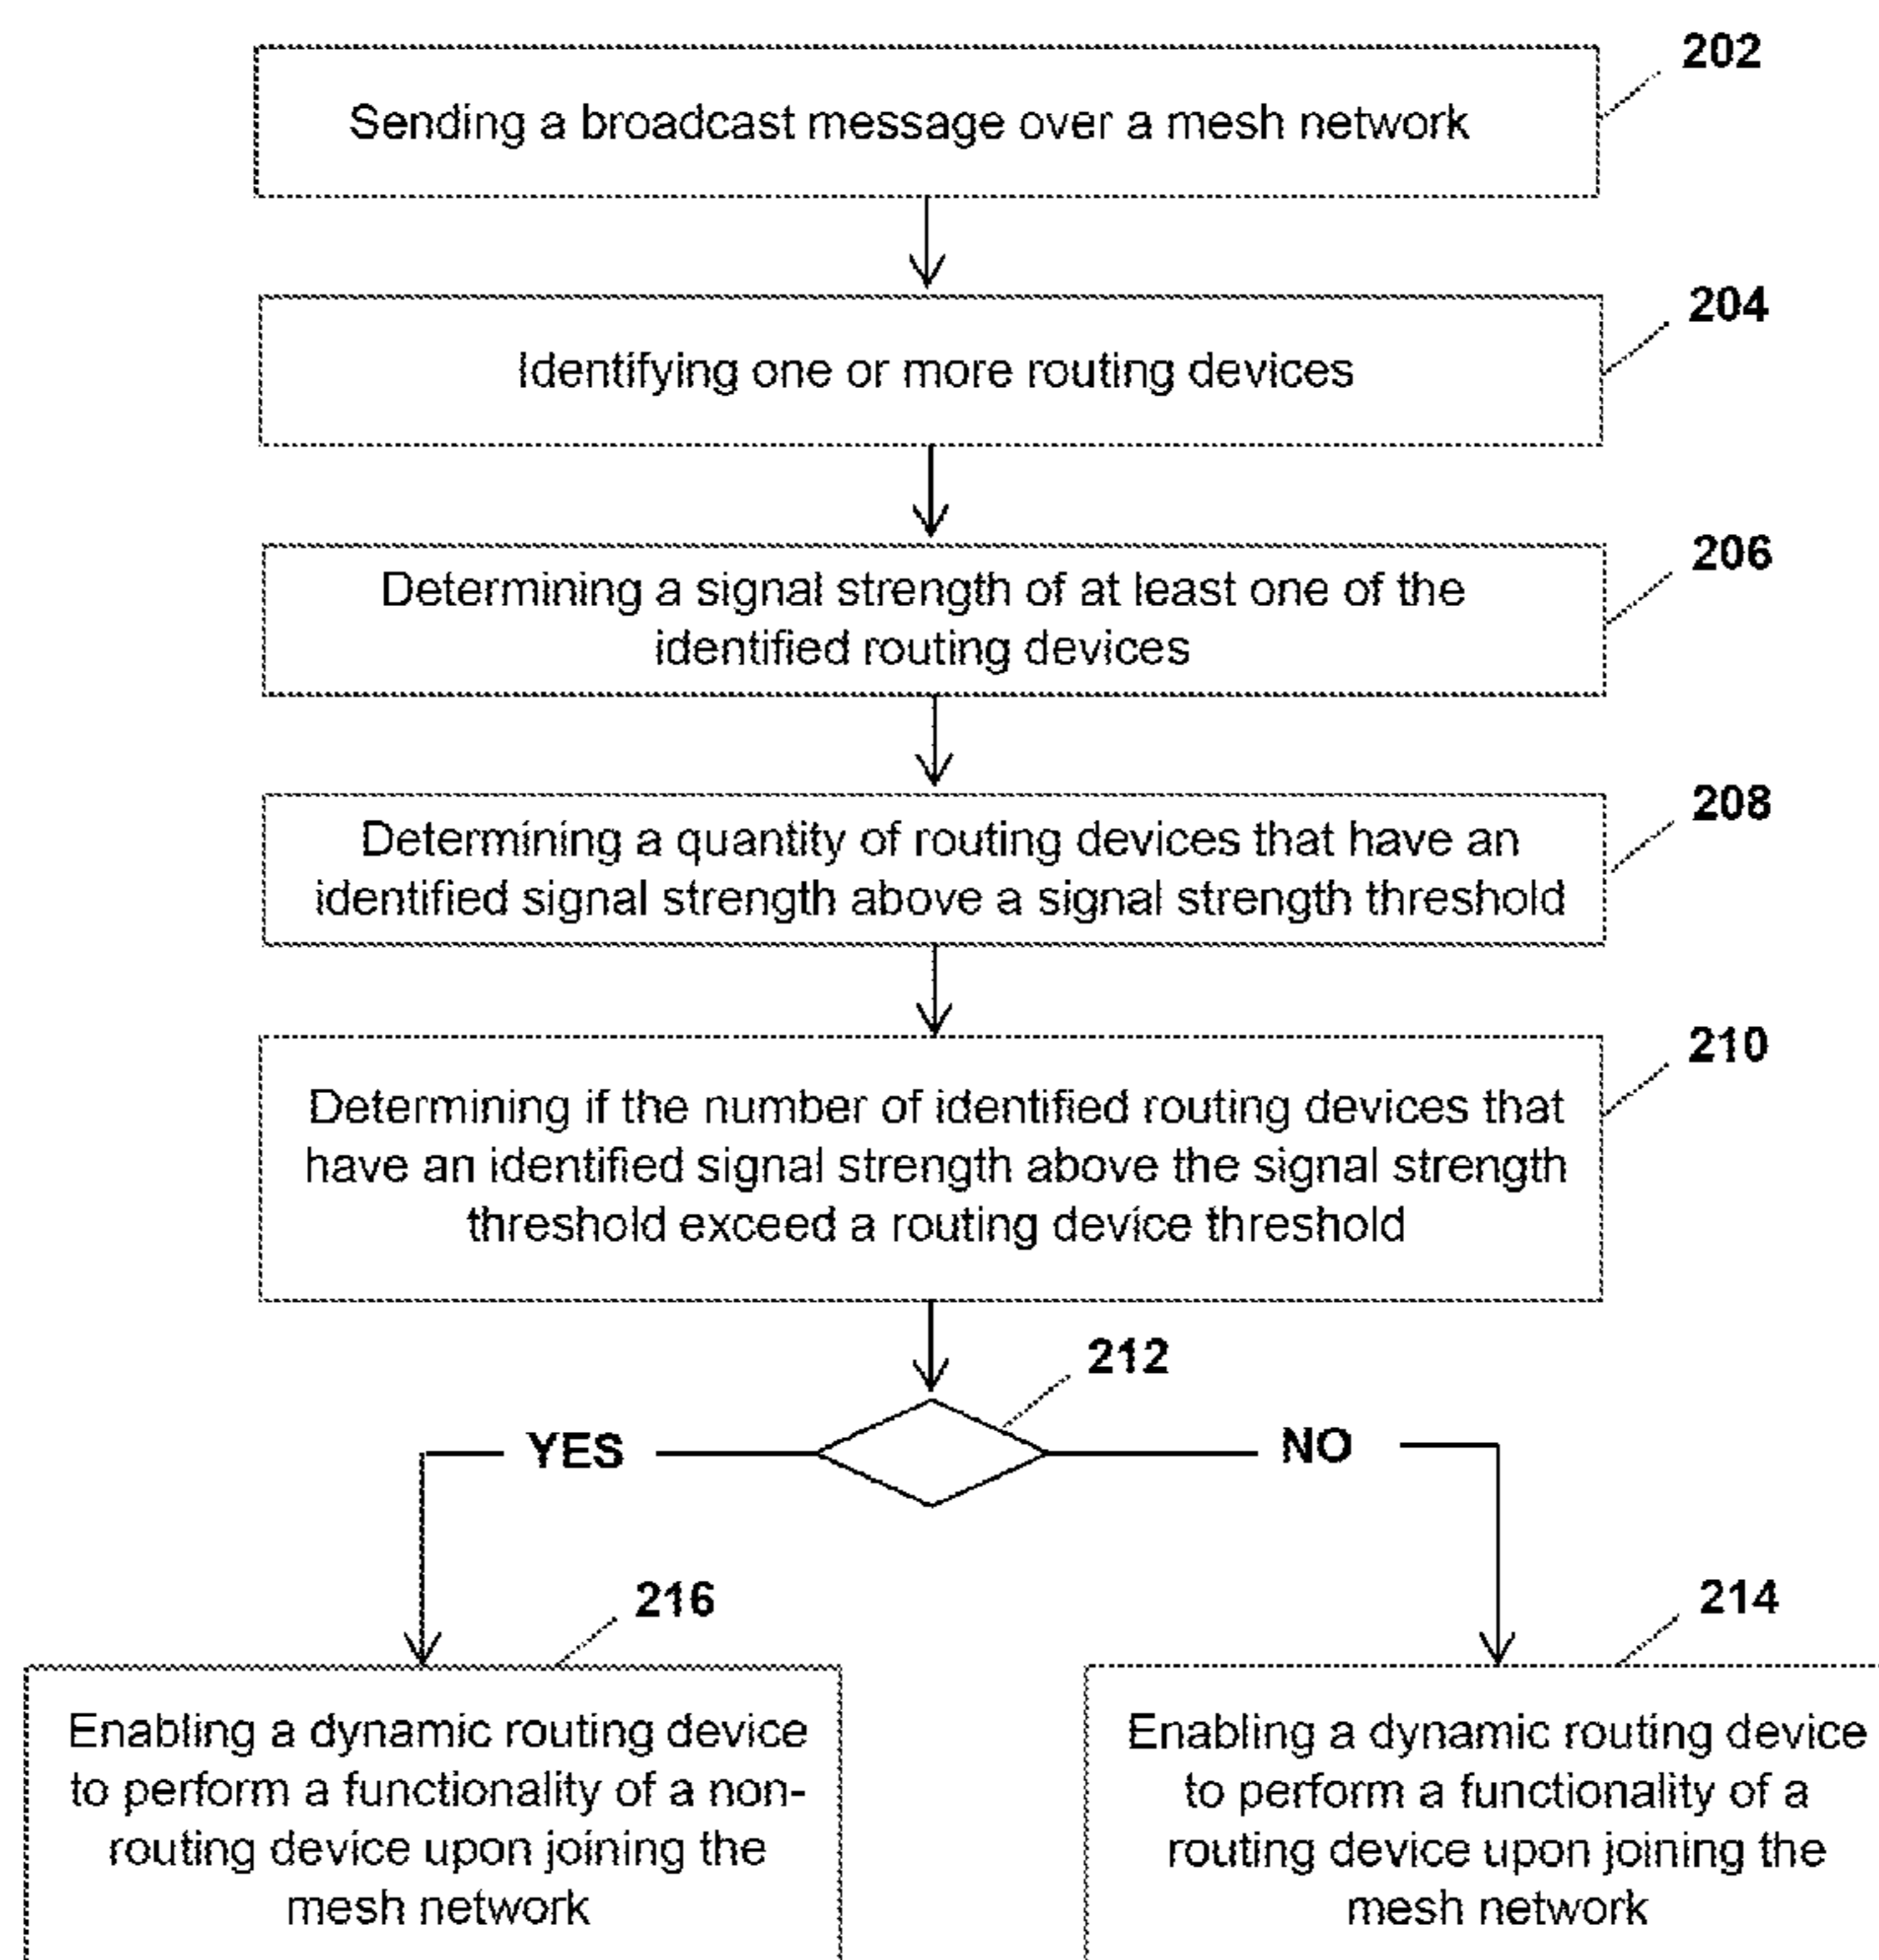 202
Sending a broadcast message over a mesh network
204
Identifying one or more routing devices
206
Determining a signal strength of at least one of the
identified routing devices
208
Determining a quantity of routing devices that have an
identified signal strength above a signal strength threshold
210
Determining if the number of identified routing devices that
have an identified signal strength above the signal strength
threshold exceed a routing device threshold
212
YES
NO
216
214
Enabling a dynamic routing device
to perform a functionality of a non-
routing device upon joining the
mesh network
Enabling a dynamic routing device
to perform a functionality of a
routing device upon joining the
mesh network